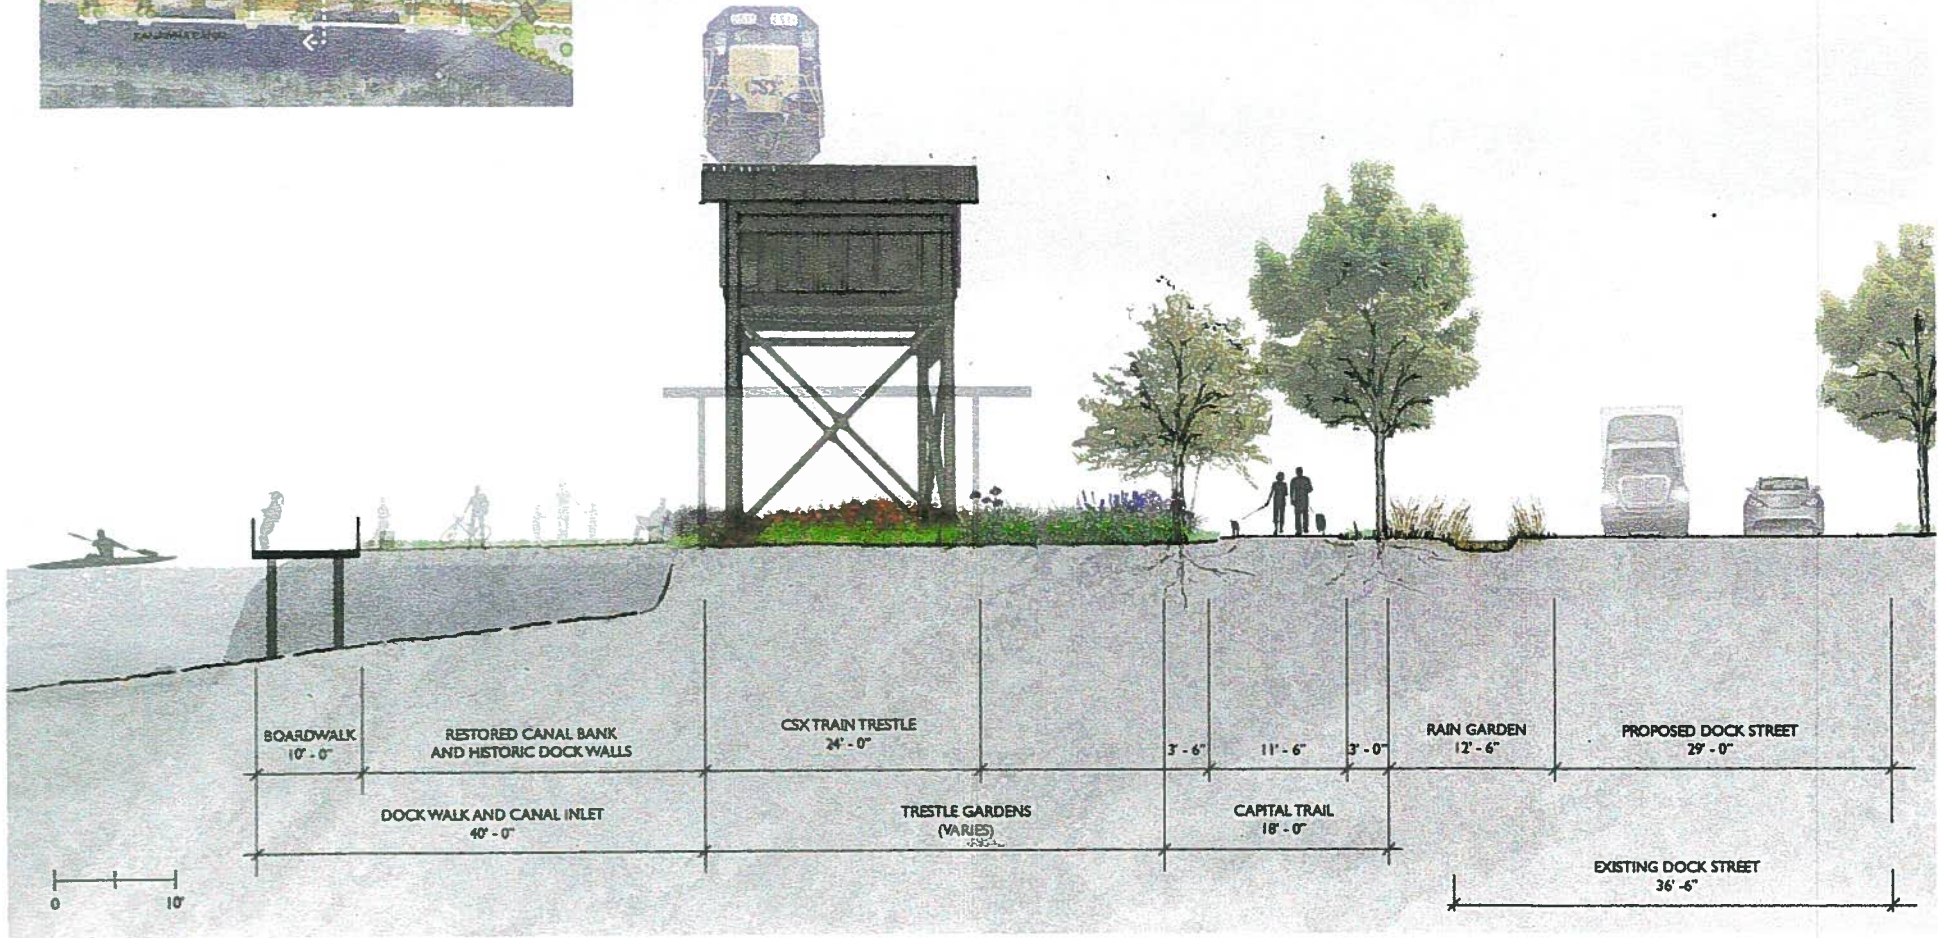 CSX
BOARDWALK
10' - 0"
RESTORED CANAL BANK
AND HISTORIC DOCK WALLS
CSX TRAIN TRESTLE
24' - 0"
3' - 6"
11' - 6"
3' - 0"
RAIN GARDEN
12' - 6"
PROPOSED DOCK STREET
29' - 0"
DOCK WALK AND CANAL INLET
40' - 0"
TRESTLE GARDENS
(VARIES)
CAPITAL TRAIL
18' - 0"
EXISTING DOCK STREET
36' -6"
0
10'